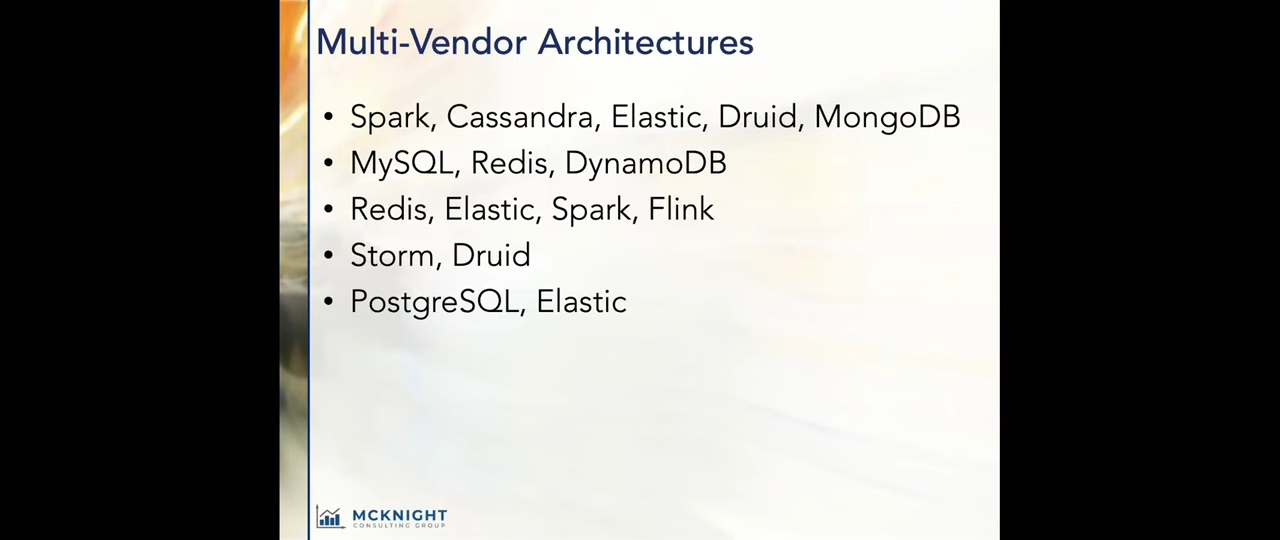 Multi-Vendor Architectures
• Spark, Cassandra, Elastic, Druid, MongoDB
• MySQL, Redis, DynamoDB
• Redis, Elastic, Spark, Flink
• Storm, Druid
• PostgreSQL, Elastic
MCKNIGHT
CONSULTING GROUP